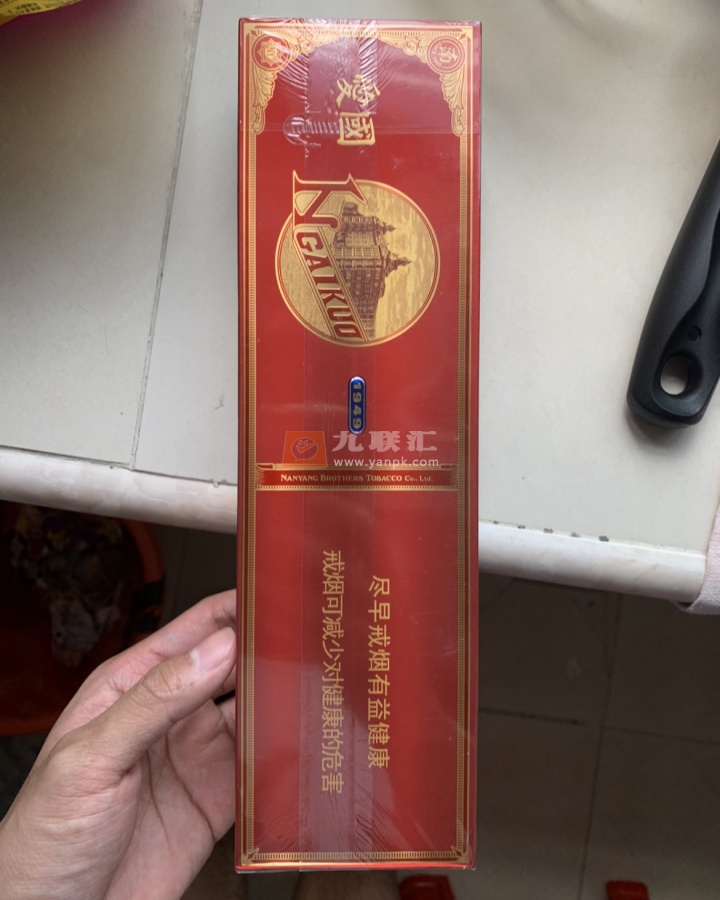 愛國
NGAIKUO
1949
九联汇
www.yanpk.com
NANYANG BROTHERS TOBACCO CO., LTD.
尽早戒烟有益健康
戒烟可减少对健康的危害